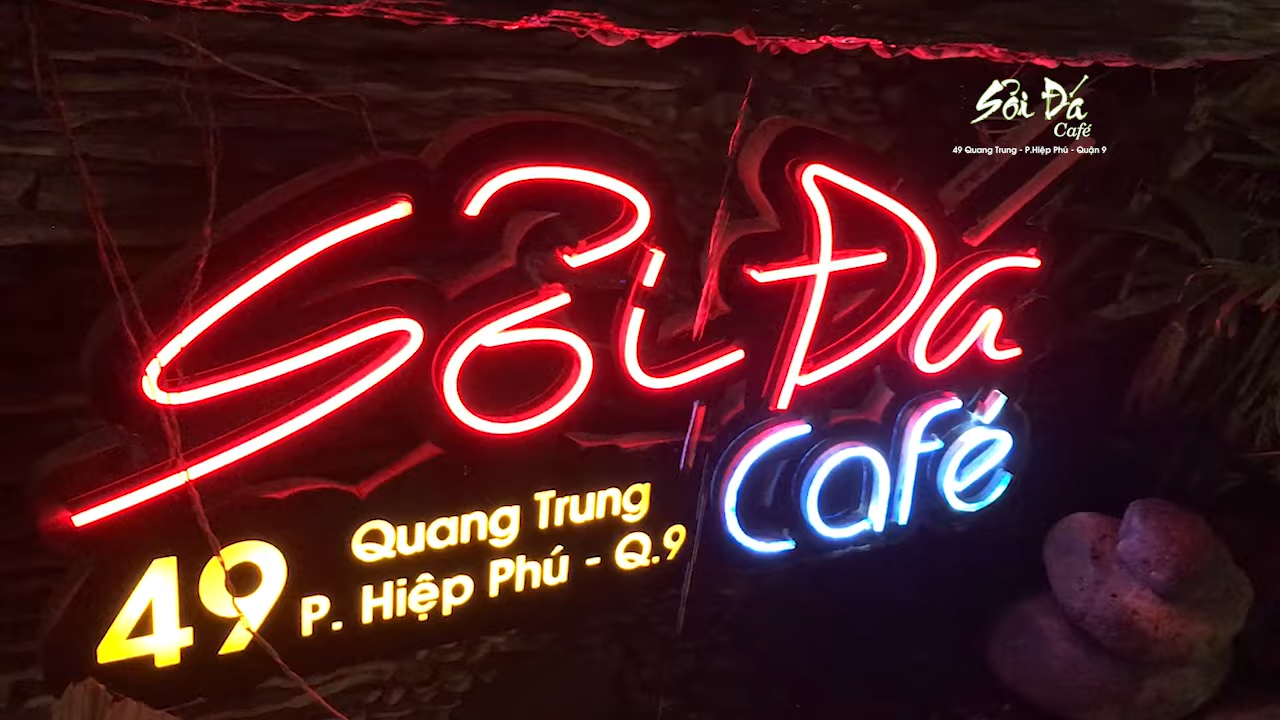 Sỏi Đá
Café
49 Quang Trung - P.Hiệp Phú - Quận 9
Sỏi Đá
Café
49
Quang Trung
P. Hiệp Phú - Q.9